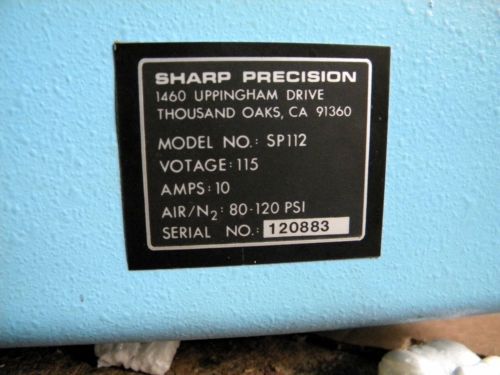 SHARP PRECISION
1460 UPPINGHAM DRIVE
THOUSAND OAKS, CA 91360
MODEL NO.: SP112
VOTAGE: 115
AMPS: 10
AIR/N₂: 80-120 PSI
SERIAL NO.: 120883